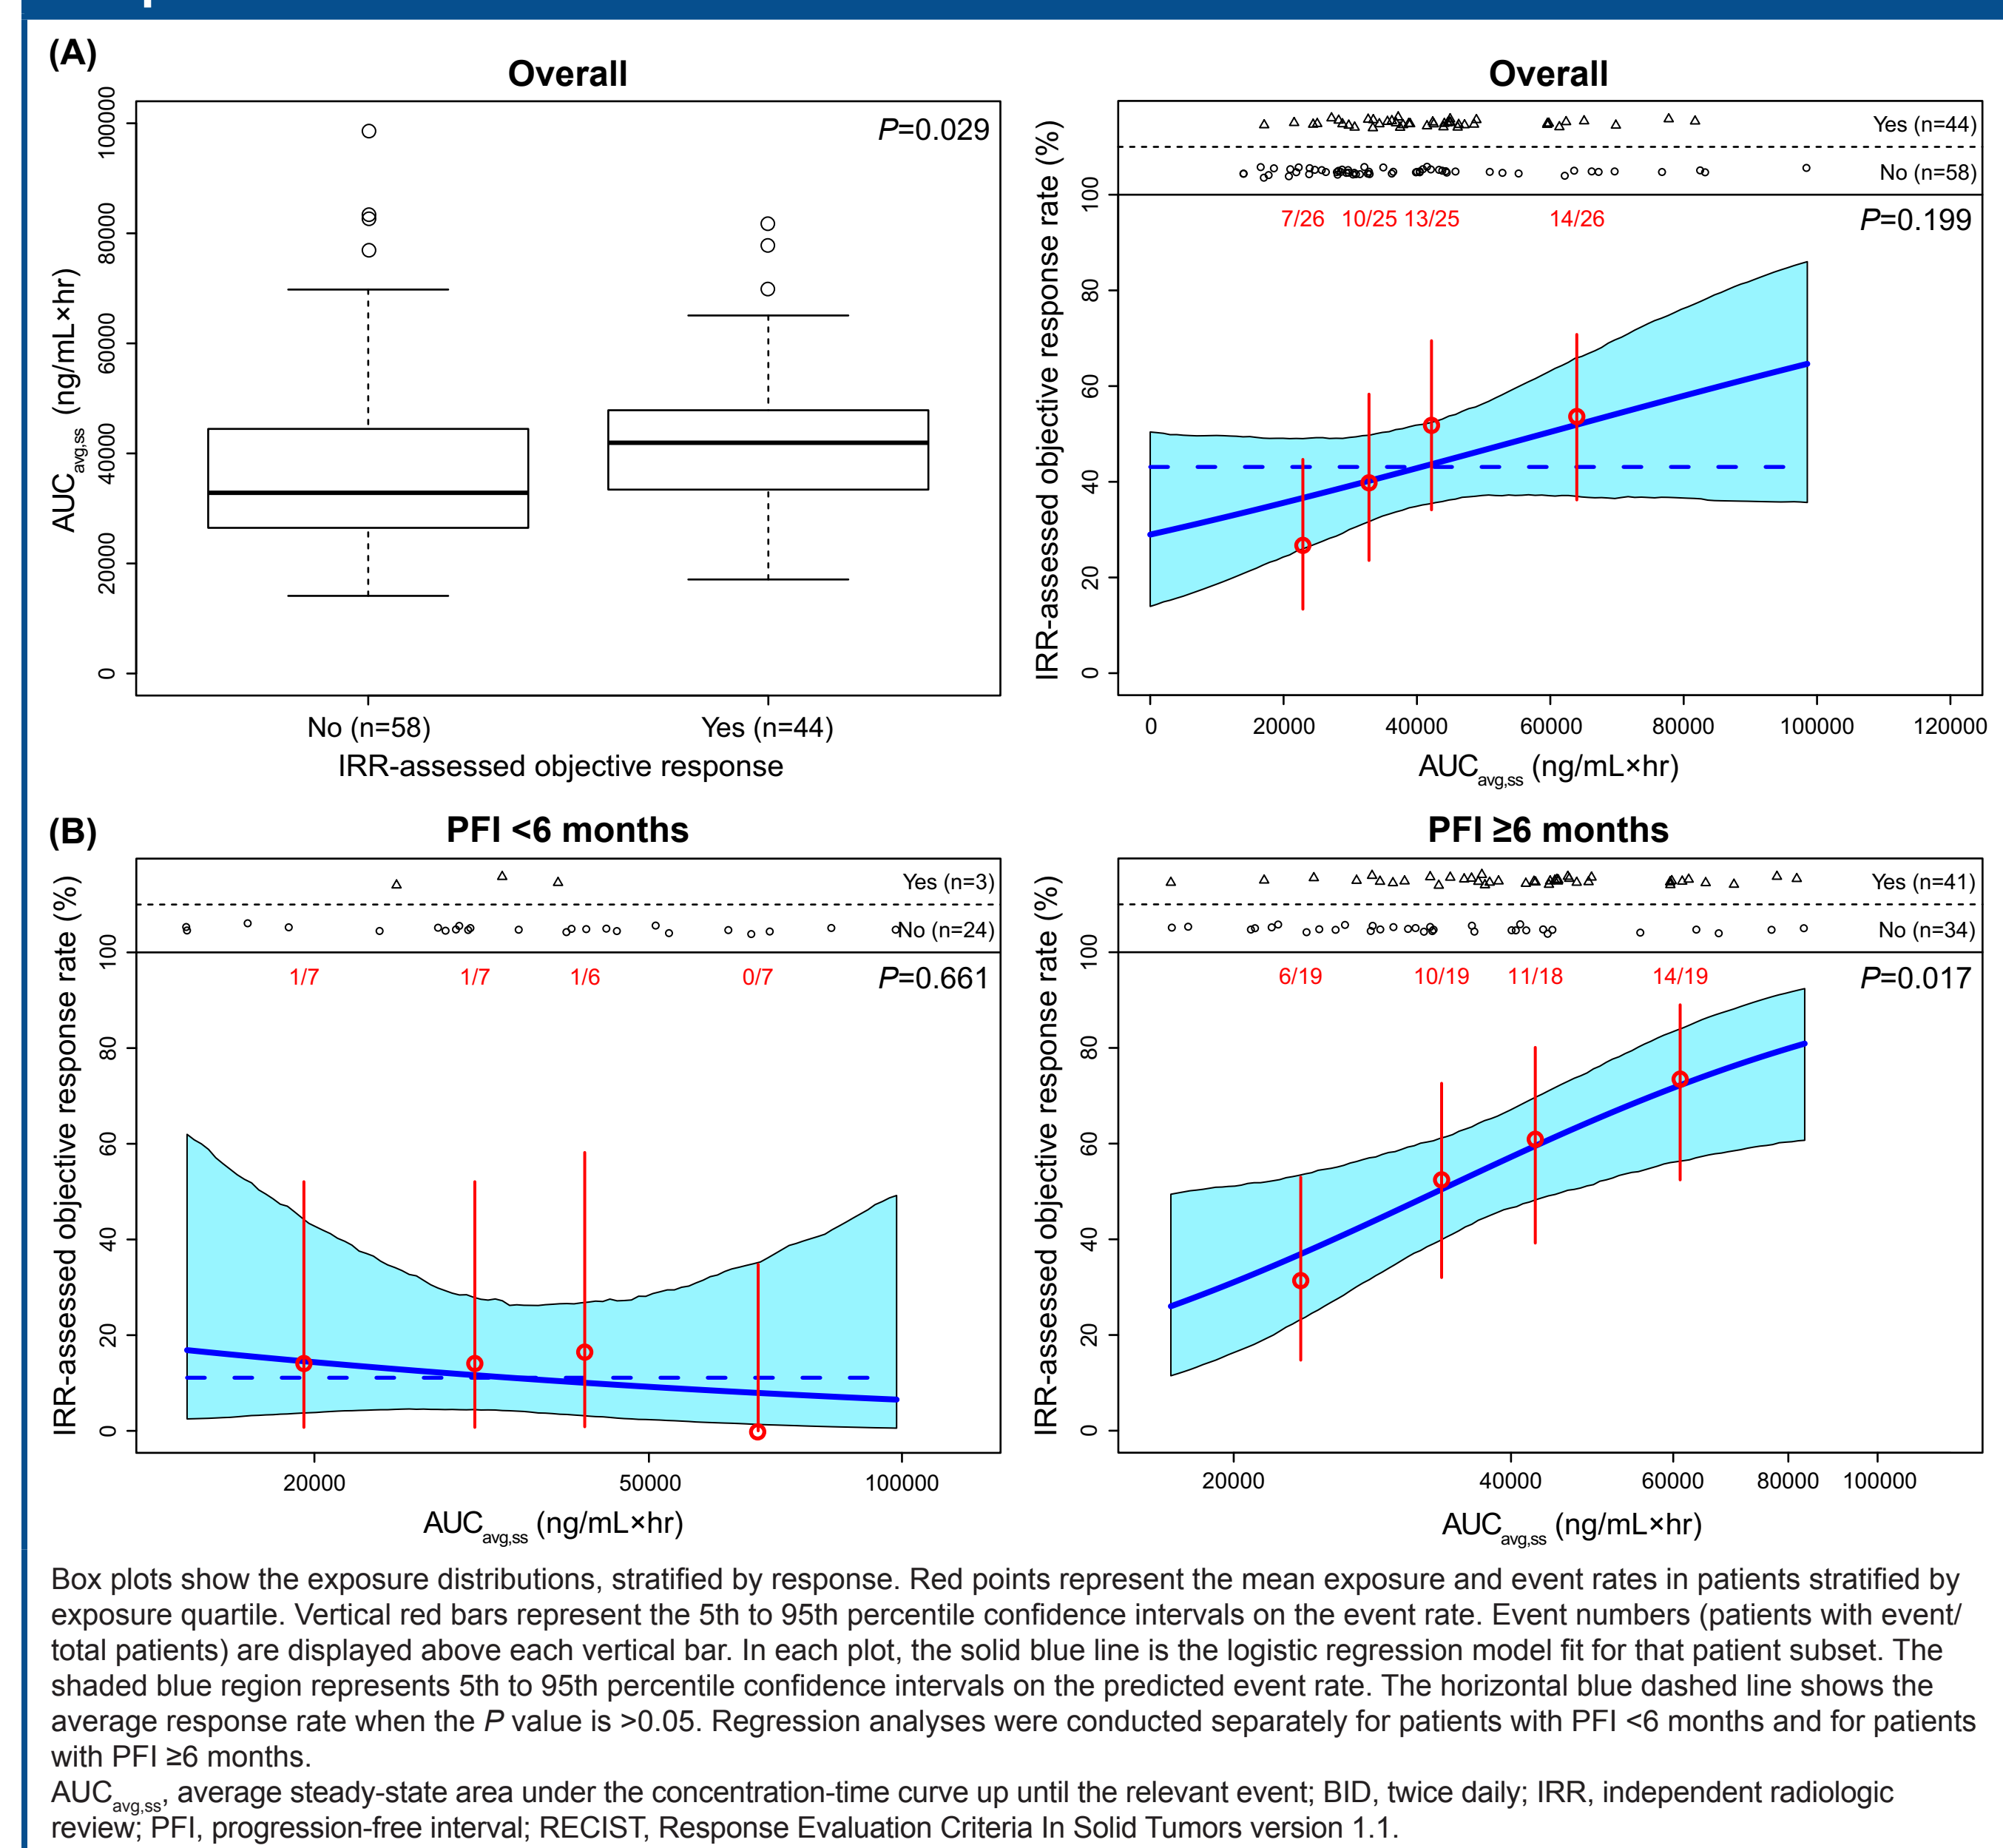 (A)
Overall
100000
80000
60000
40000
20000
0
AUCavg,ss (ng/mL×hr)
P=0.029
No (n=58)
Yes (n=44)
IRR-assessed objective response
Overall
Yes (n=44)
No (n=58)
7/26 10/25 13/25 14/26
P=0.199
IRR-assessed objective response rate (%)
100
80
60
40
20
0
0 20000 40000 60000 80000 100000 120000
AUCavg,ss (ng/mL×hr)
(B)
PFI <6 months
Yes (n=3)
No (n=24)
1/7 1/7 1/6 0/7
P=0.661
IRR-assessed objective response rate (%)
100
80
60
40
20
0
20000 50000 100000
AUCavg,ss (ng/mL×hr)
PFI ≥6 months
Yes (n=41)
No (n=34)
6/19 10/19 11/18 14/19
P=0.017
IRR-assessed objective response rate (%)
100
80
60
40
20
0
20000 40000 60000 80000 100000
AUCavg,ss (ng/mL×hr)
Box plots show the exposure distributions, stratified by response. Red points represent the mean exposure and event rates in patients stratified by
exposure quartile. Vertical red bars represent the 5th to 95th percentile confidence intervals on the event rate. Event numbers (patients with event/
total patients) are displayed above each vertical bar. In each plot, the solid blue line is the logistic regression model fit for that patient subset. The
shaded blue region represents 5th to 95th percentile confidence intervals on the predicted event rate. The horizontal blue dashed line shows the
average response rate when the P value is >0.05. Regression analyses were conducted separately for patients with PFI <6 months and for patients
with PFI ≥6 months.
AUCavg,ss, average steady-state area under the concentration-time curve up until the relevant event; BID, twice daily; IRR, independent radiologic
review; PFI, progression-free interval; RECIST, Response Evaluation Criteria In Solid Tumors version 1.1.